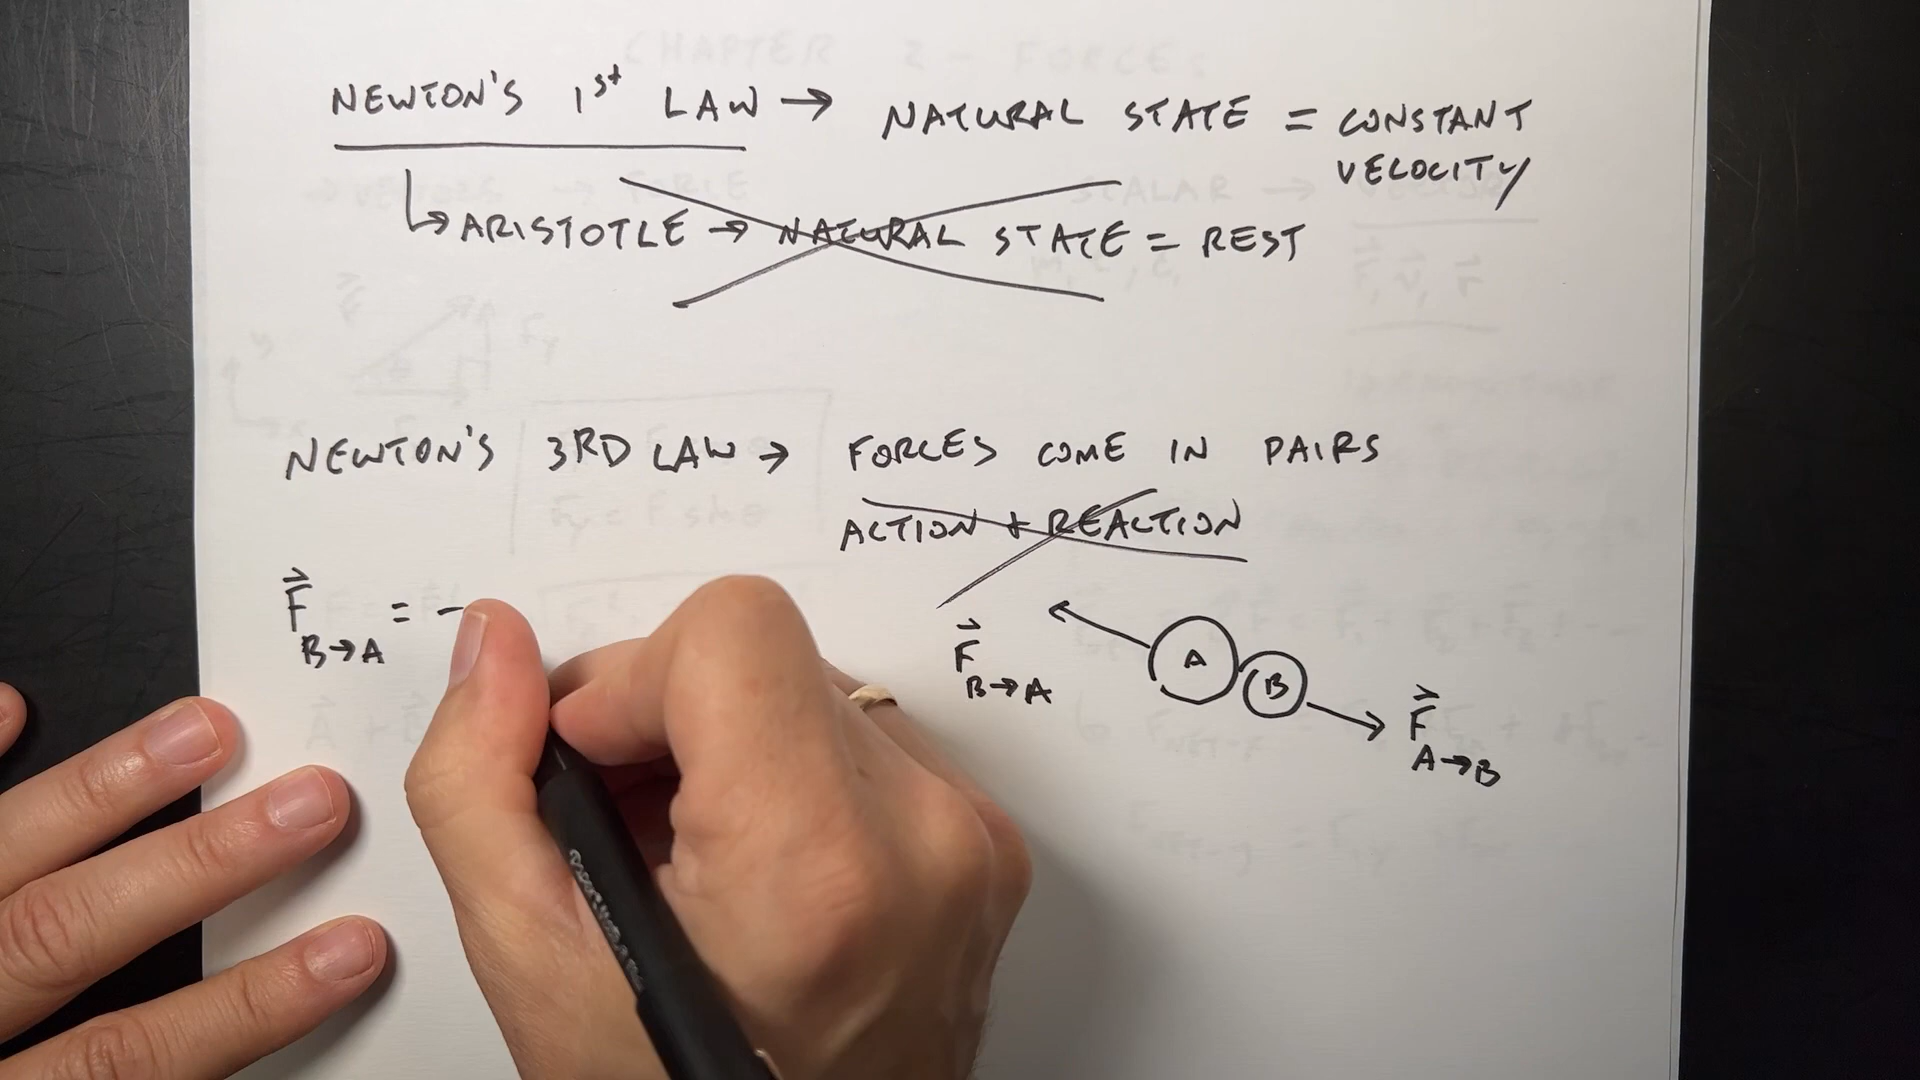 NEWTON'S 1st LAW → NATURAL STATE = CONSTANT
VELOCITY
↳ ARISTOTLE → NATURAL STATE = REST
NEWTON'S 3RD LAW → FORCES COME IN PAIRS
ACTION + REACTION
F⃗ B→A = -
F⃗ B→A
A
B
F⃗ A→B